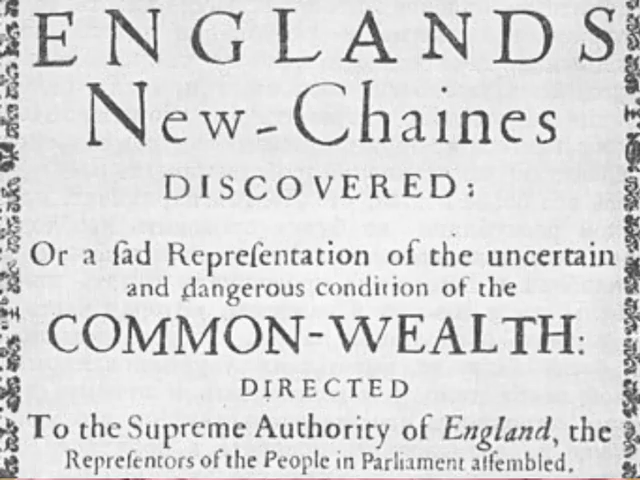 ENGLANDS
New-Chaines
DISCOVERED:
Or a ſad Repreſentation of the uncertain
and dangerous condition of the
COMMON-WEALTH:
DIRECTED
To the Supreme Authority of England, the
Repreſentors of the People in Parliament aſſembled.